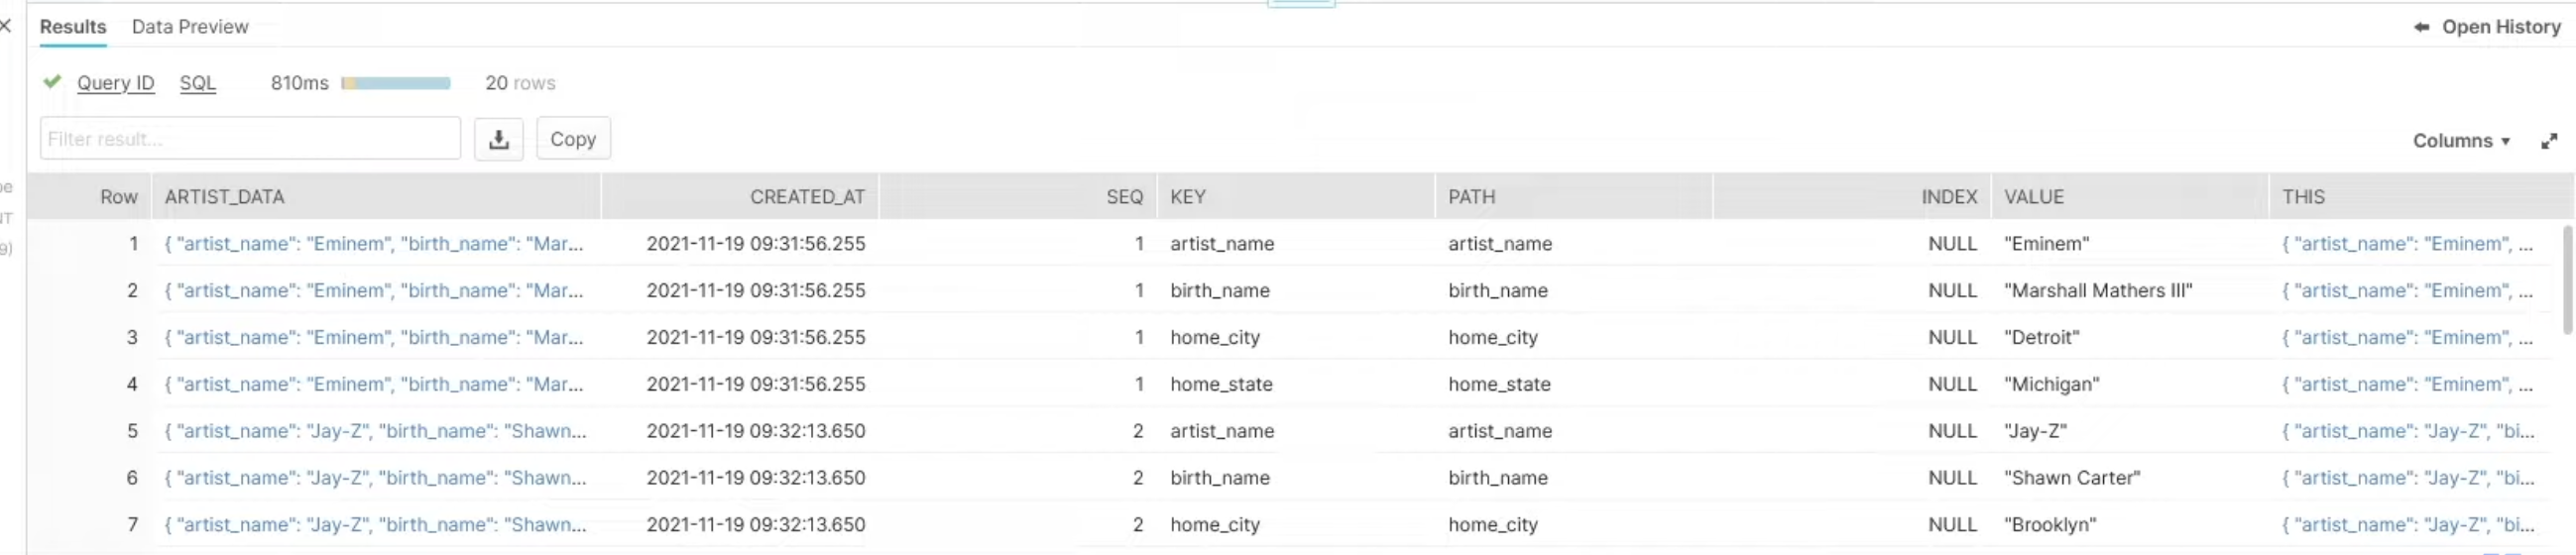 Results Data Preview Open History
Query ID SQL 810ms 20 rows
Filter result... Copy Columns
Row ARTIST_DATA CREATED_AT SEQ KEY PATH INDEX VALUE THIS
1 { "artist_name": "Eminem", "birth_name": "Mar... 2021-11-19 09:31:56.255 1 artist_name artist_name NULL "Eminem" { "artist_name": "Eminem", ...
2 { "artist_name": "Eminem", "birth_name": "Mar... 2021-11-19 09:31:56.255 1 birth_name birth_name NULL "Marshall Mathers III" { "artist_name": "Eminem", ...
3 { "artist_name": "Eminem", "birth_name": "Mar... 2021-11-19 09:31:56.255 1 home_city home_city NULL "Detroit" { "artist_name": "Eminem", ...
4 { "artist_name": "Eminem", "birth_name": "Mar... 2021-11-19 09:31:56.255 1 home_state home_state NULL "Michigan" { "artist_name": "Eminem", ...
5 { "artist_name": "Jay-Z", "birth_name": "Shawn... 2021-11-19 09:32:13.650 2 artist_name artist_name NULL "Jay-Z" { "artist_name": "Jay-Z", "bi...
6 { "artist_name": "Jay-Z", "birth_name": "Shawn... 2021-11-19 09:32:13.650 2 birth_name birth_name NULL "Shawn Carter" { "artist_name": "Jay-Z", "bi...
7 { "artist_name": "Jay-Z", "birth_name": "Shawn... 2021-11-19 09:32:13.650 2 home_city home_city NULL "Brooklyn" { "artist_name": "Jay-Z", "bi...